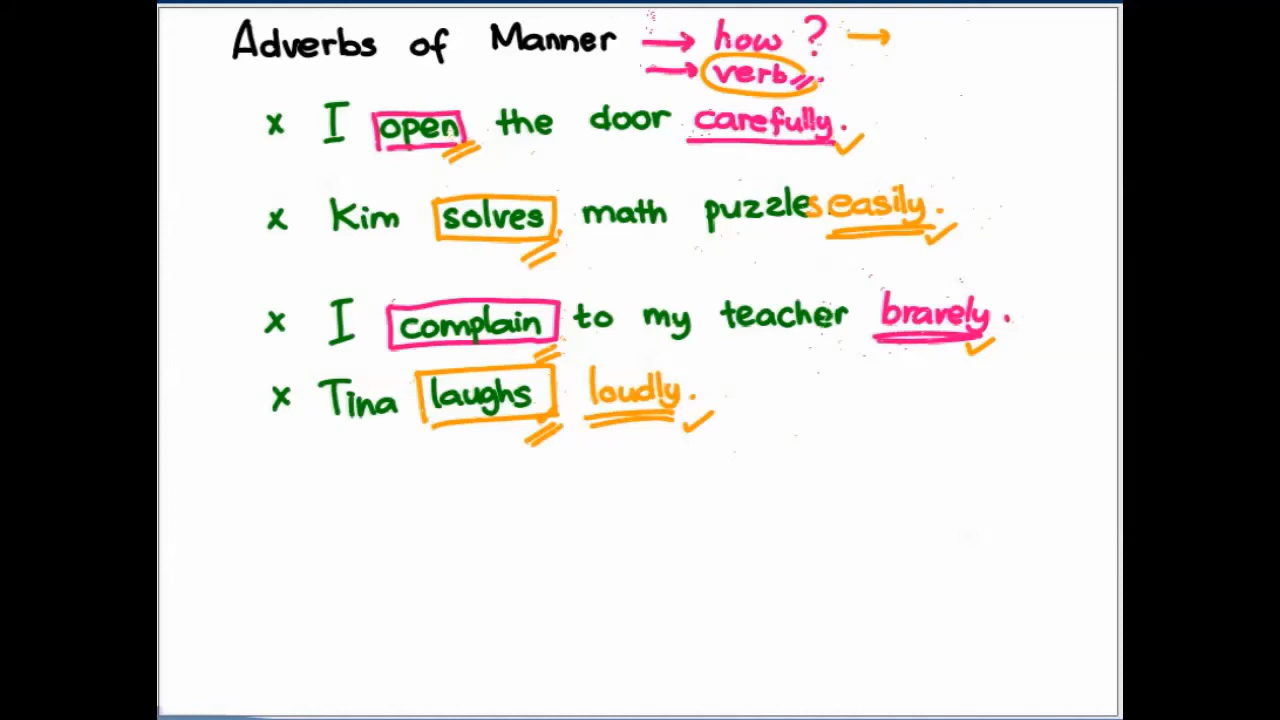 Adverbs of Manner → how ? →
→ verb
x I open the door carefully.
x Kim solves math puzzles easily.
x I complain to my teacher bravely.
x Tina laughs loudly.